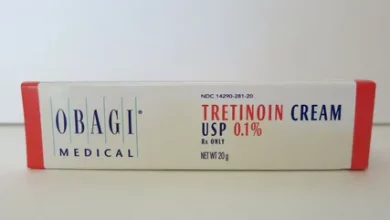 OBAGI®
MEDICAL
NDC 14290-281-20
TRETINOIN CREAM
USP 0.1%
Rx ONLY
NET WT 20 g